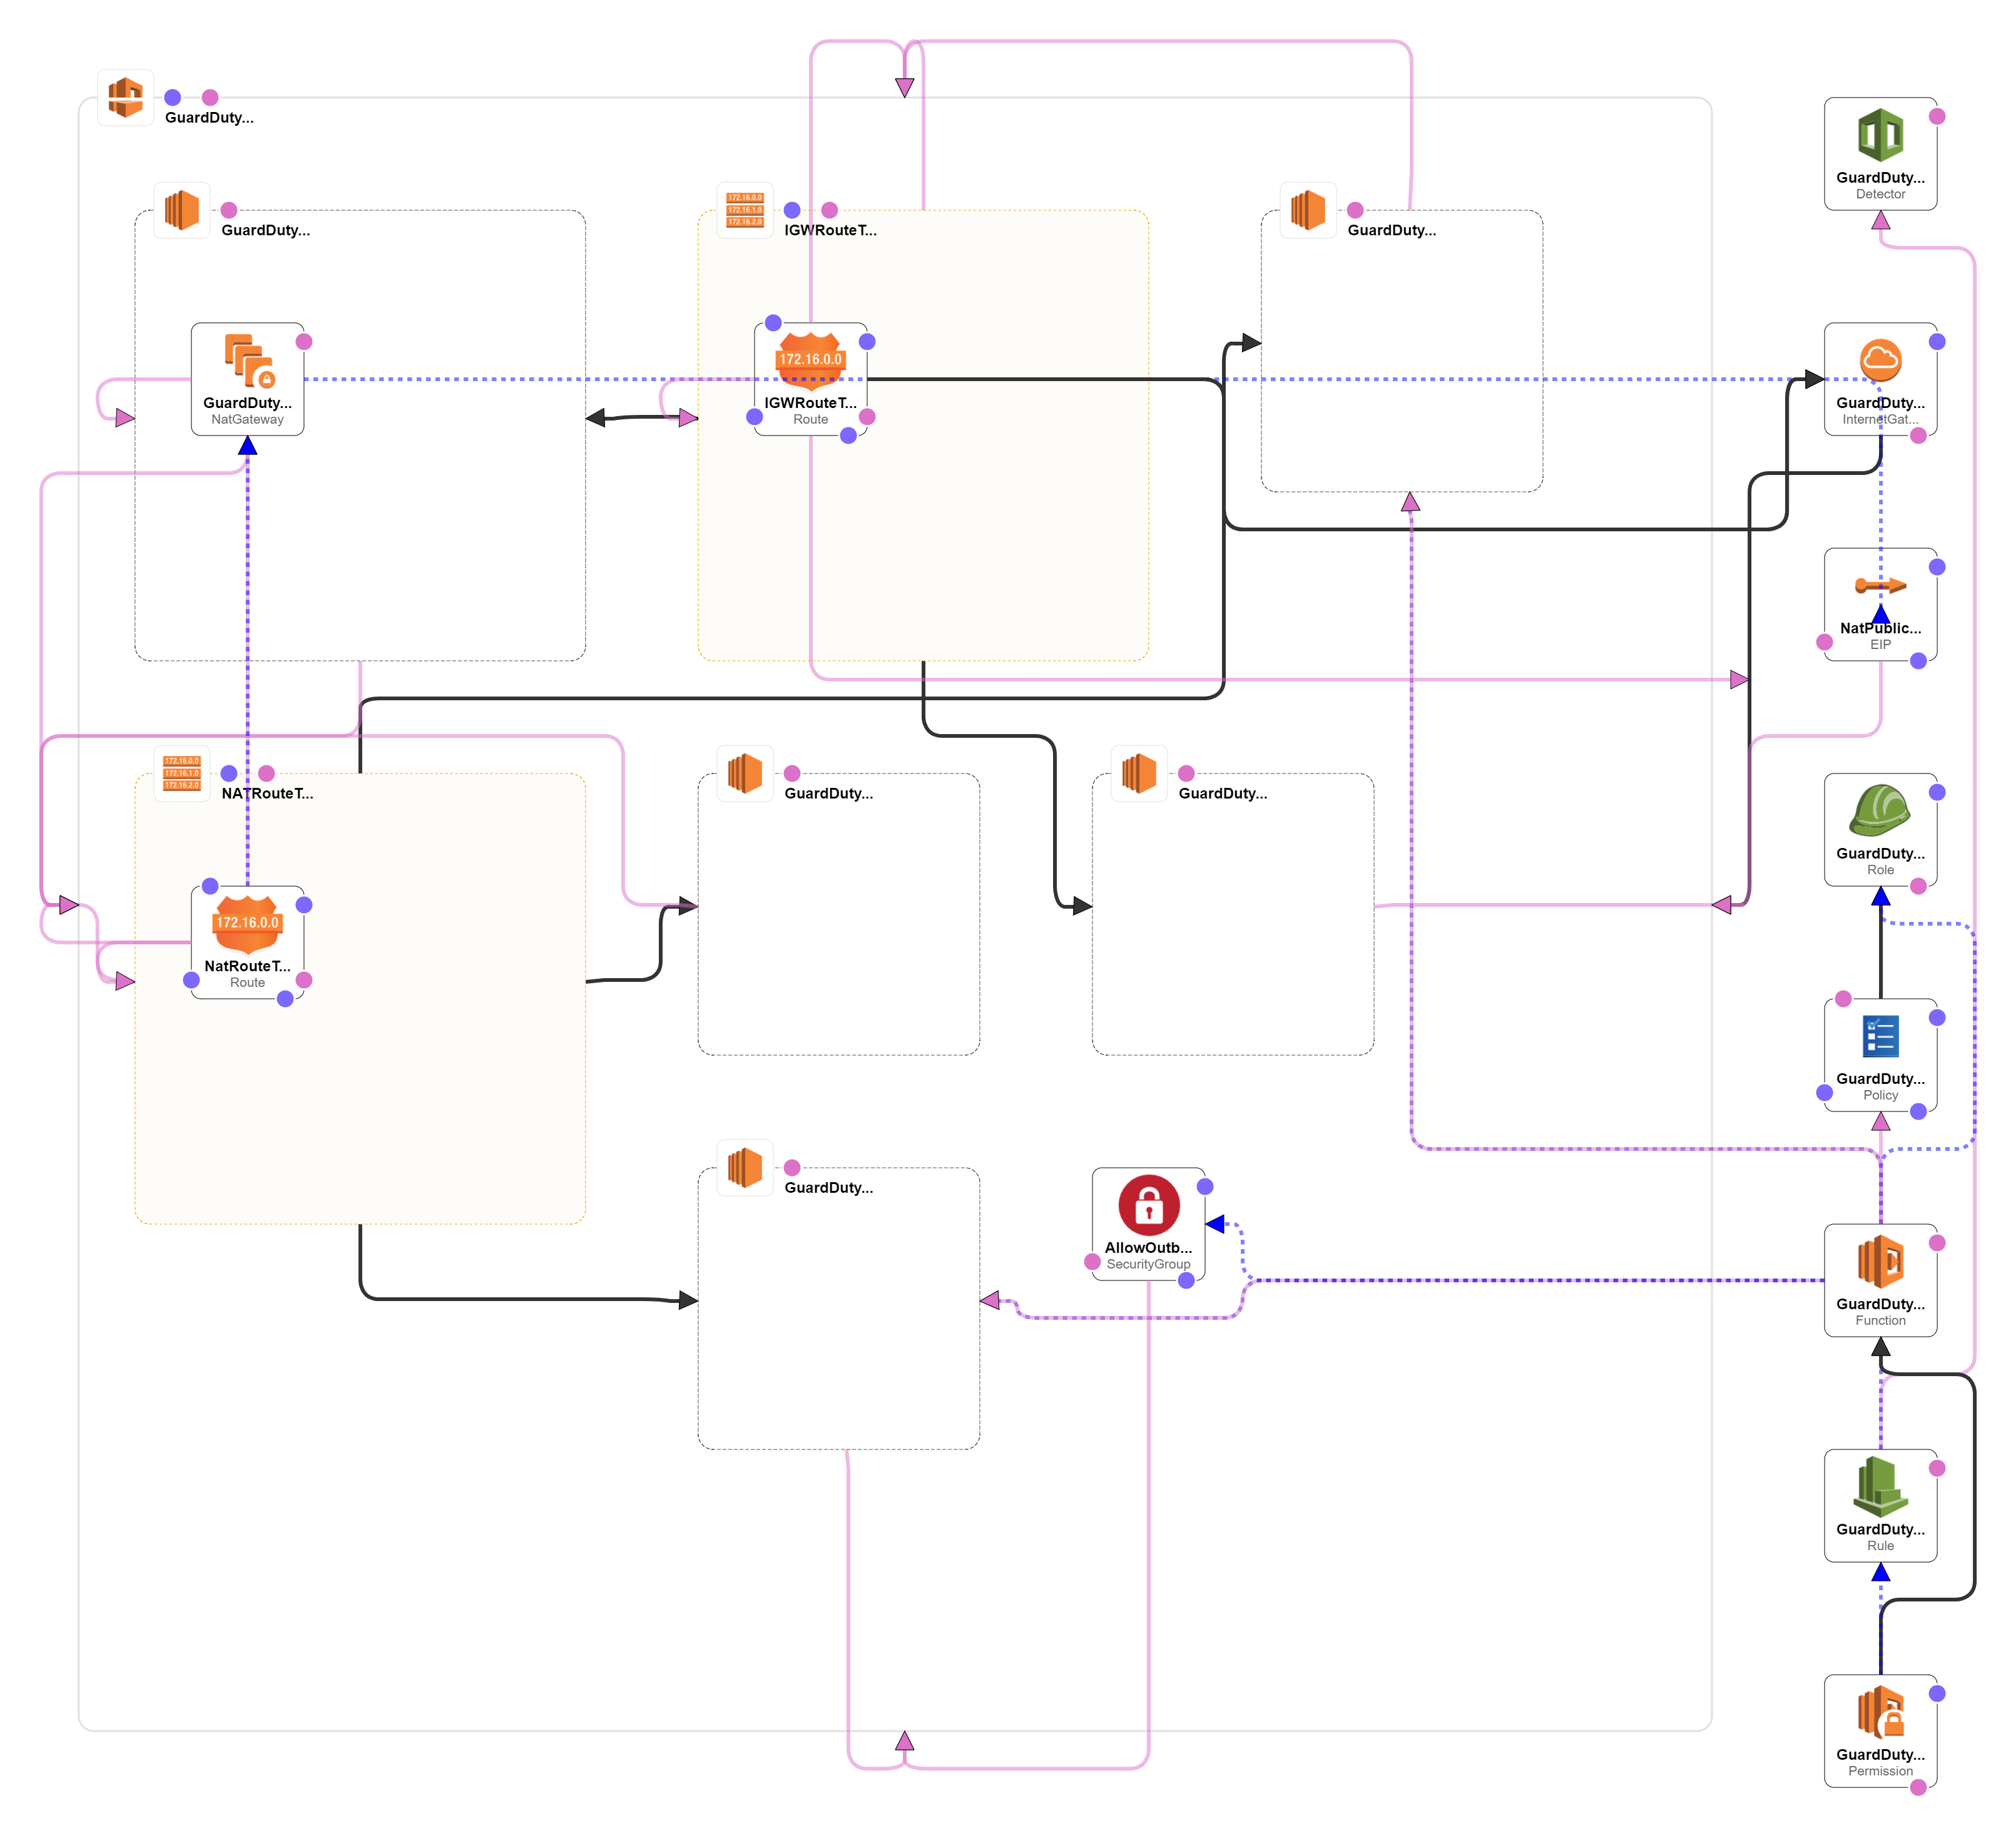 GuardDuty...
GuardDuty...
Detector
GuardDuty...
172.16.0.0
172.16.1.0
172.16.2.0
IGWRouteT...
GuardDuty...
GuardDuty...
NatGateway
172.16.0.0
IGWRouteT...
Route
GuardDuty...
InternetGat...
NatPublic...
EIP
172.16.0.0
172.16.1.0
172.16.2.0
NATRouteT...
GuardDuty...
GuardDuty...
GuardDuty...
Role
172.16.0.0
NatRouteT...
Route
GuardDuty...
Policy
GuardDuty...
AllowOutb...
SecurityGroup
GuardDuty...
Function
GuardDuty...
Rule
GuardDuty...
Permission